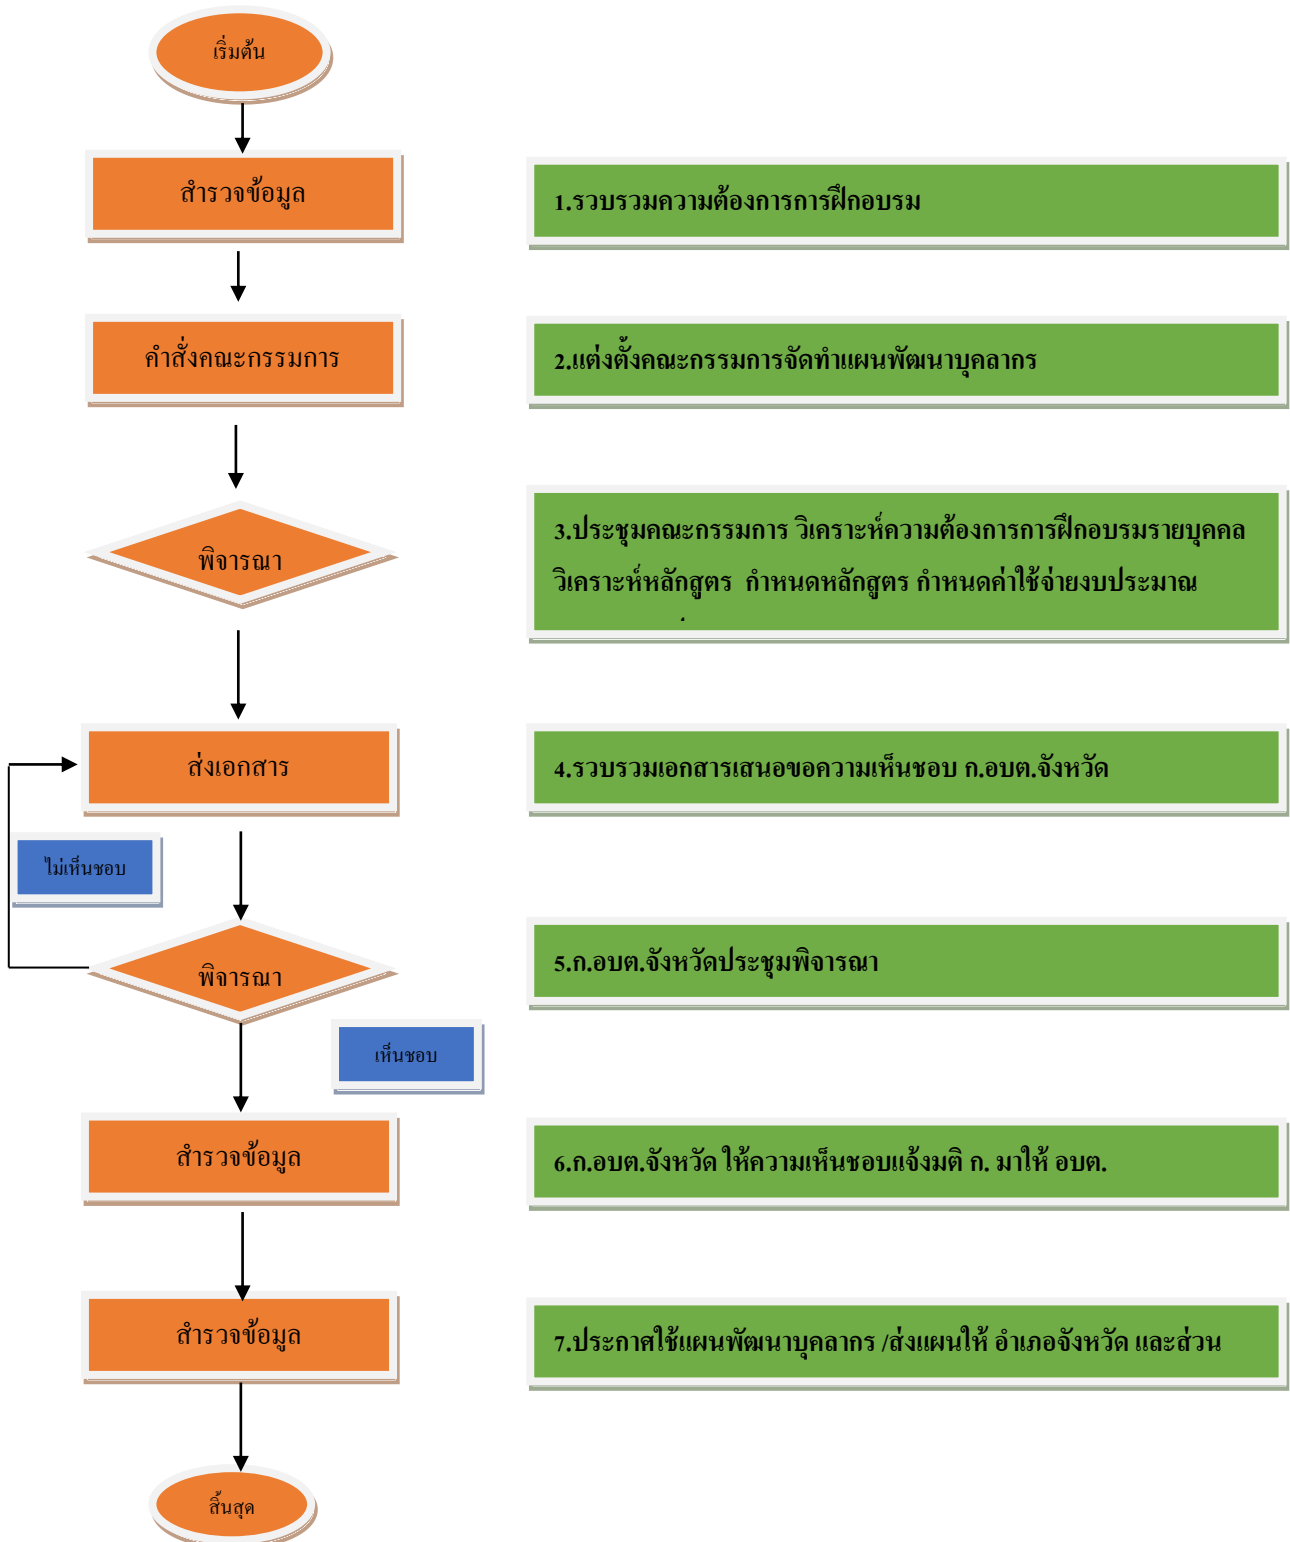 เริ่มต้น
สำรวจข้อมูล
1.รวบรวมความต้องการการฝึกอบรม
คำสั่งคณะกรรมการ
2.แต่งตั้งคณะกรรมการจัดทำแผนพัฒนาบุคลากร
พิจารณา
3.ประชุมคณะกรรมการ วิเคราะห์ความต้องการการฝึกอบรมรายบุคคล
วิเคราะห์หลักสูตร กำหนดหลักสูตร กำหนดค่าใช้จ่ายงบประมาณ
ส่งเอกสาร
4.รวบรวมเอกสารเสนอขอความเห็นชอบ ก.อบต.จังหวัด
ไม่เห็นชอบ
พิจารณา
5.ก.อบต.จังหวัดประชุมพิจารณา
เห็นชอบ
สำรวจข้อมูล
6.ก.อบต.จังหวัด ให้ความเห็นชอบแจ้งมติ ก. มาให้ อบต.
สำรวจข้อมูล
7.ประกาศใช้แผนพัฒนาบุคลากร /ส่งแผนให้ อำเภอจังหวัด และส่วน
สิ้นสุด